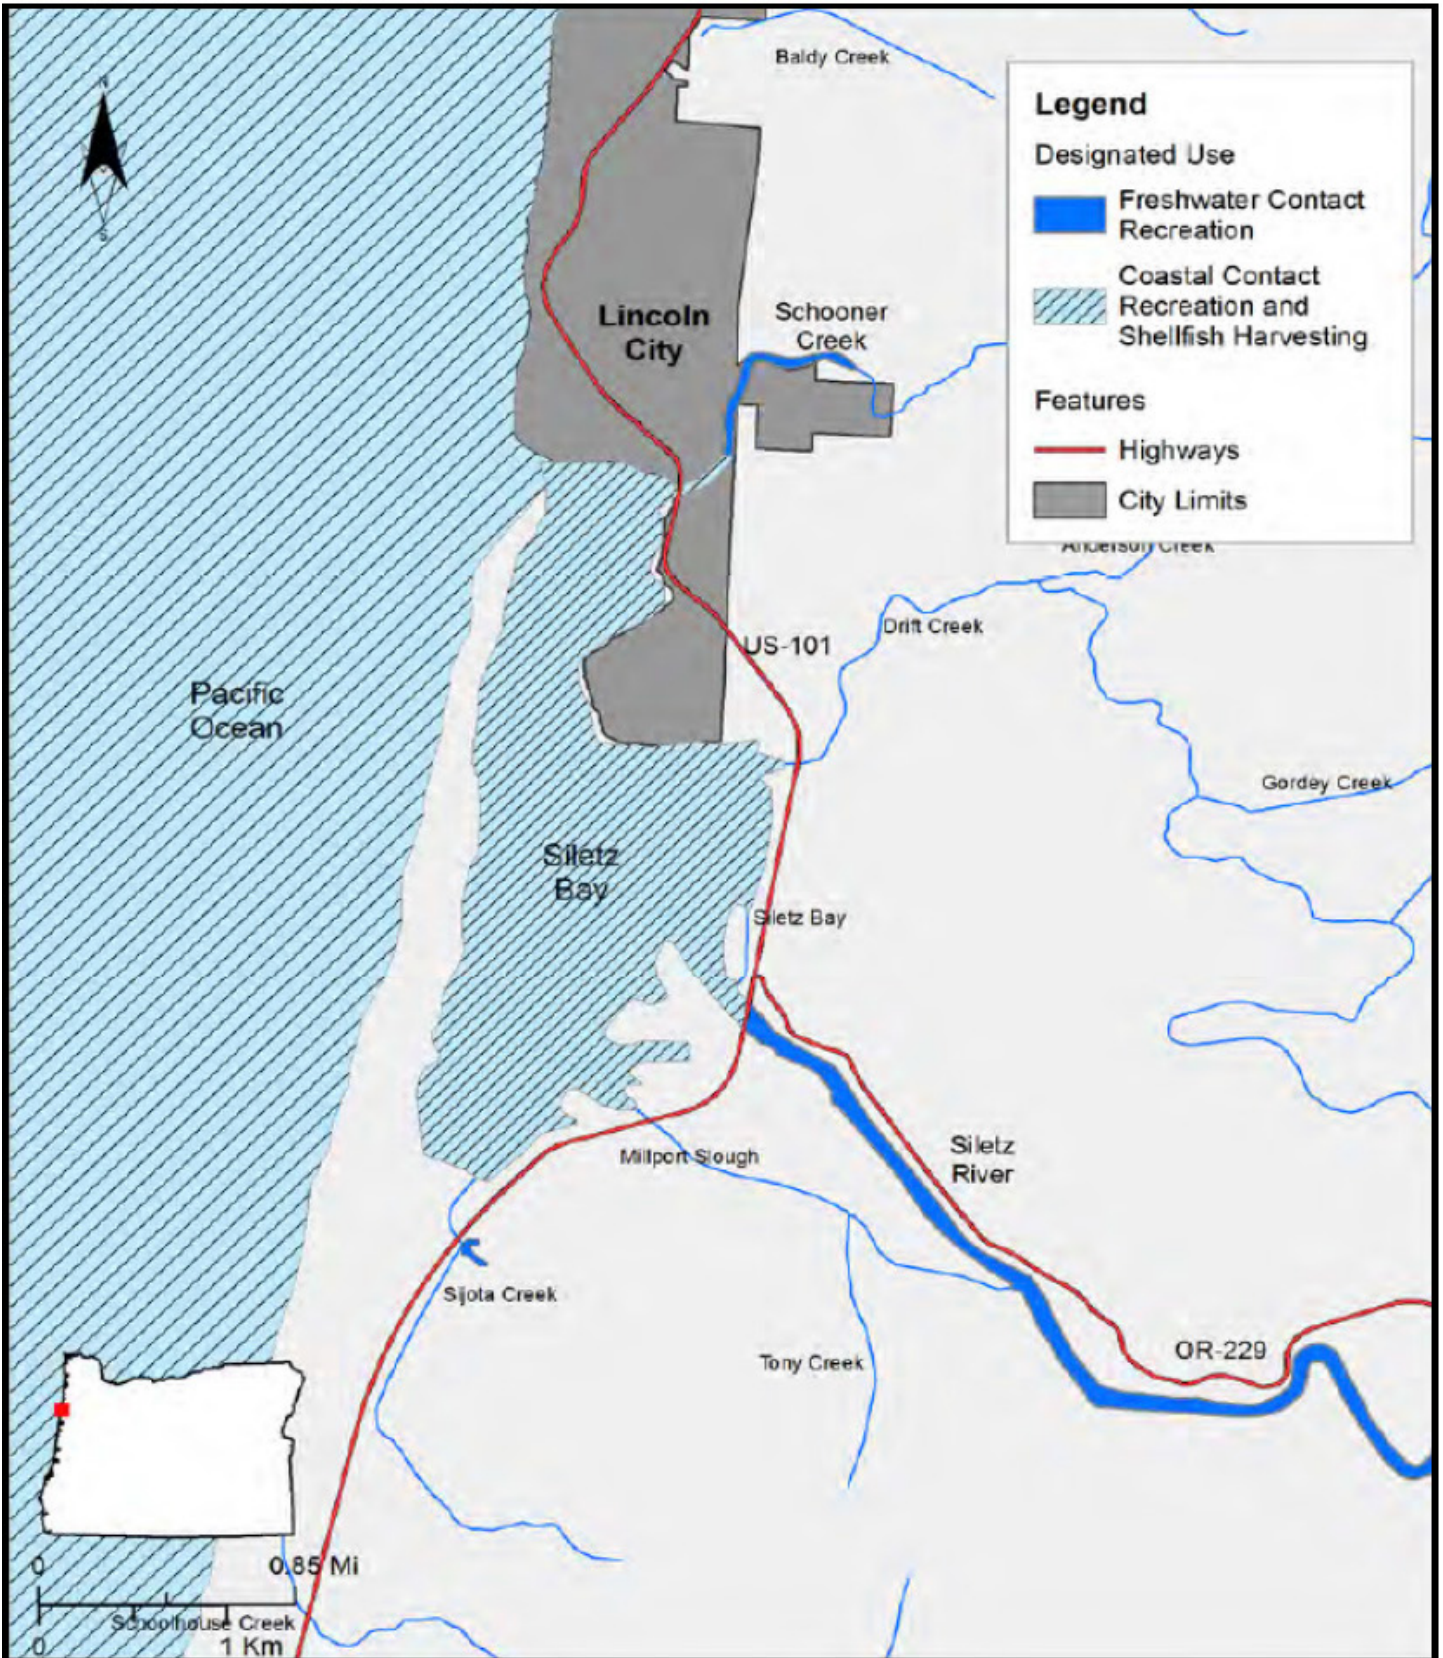 Baldy Creek
N
S
Legend
Designated Use
Freshwater Contact
Recreation
Coastal Contact
Recreation and
Shellfish Harvesting
Features
Highways
City Limits
Lincoln
City
Schooner
Creek
Anderson Creek
Drift Creek
US-101
Pacific
Ocean
Gordey Creek
Siletz
Bay
Siletz Bay
Siletz
River
Millport Slough
Sijota Creek
OR-229
Tony Creek
0
0.85 Mi
Schoolhouse Creek
0
1 Km